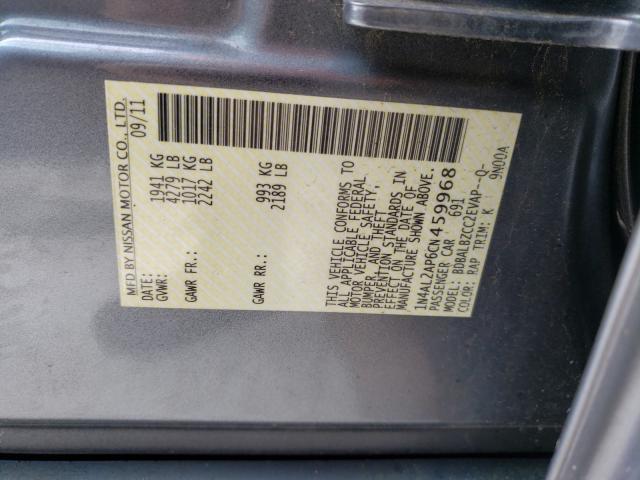 MFD BY NISSAN MOTOR CO., LTD.
09/11
GVWR: 1941 KG
4279 LB
GAWR FR: 1017 KG
2242 LB
GAWR RR: 993 KG
2189 LB
THIS VEHICLE CONFORMS TO
ALL APPLICABLE FEDERAL
MOTOR VEHICLE SAFETY,
BUMPER, AND THEFT
PREVENTION STANDARDS IN
EFFECT ON THE DATE OF
MANUFACTURE SHOWN ABOVE.
1N4AL2AP6CN459968
PASSENGER CAR 691
MODEL: BDBALBZCC2EVAP--Q-
COLOR: RAP TRIM: K 9N00A